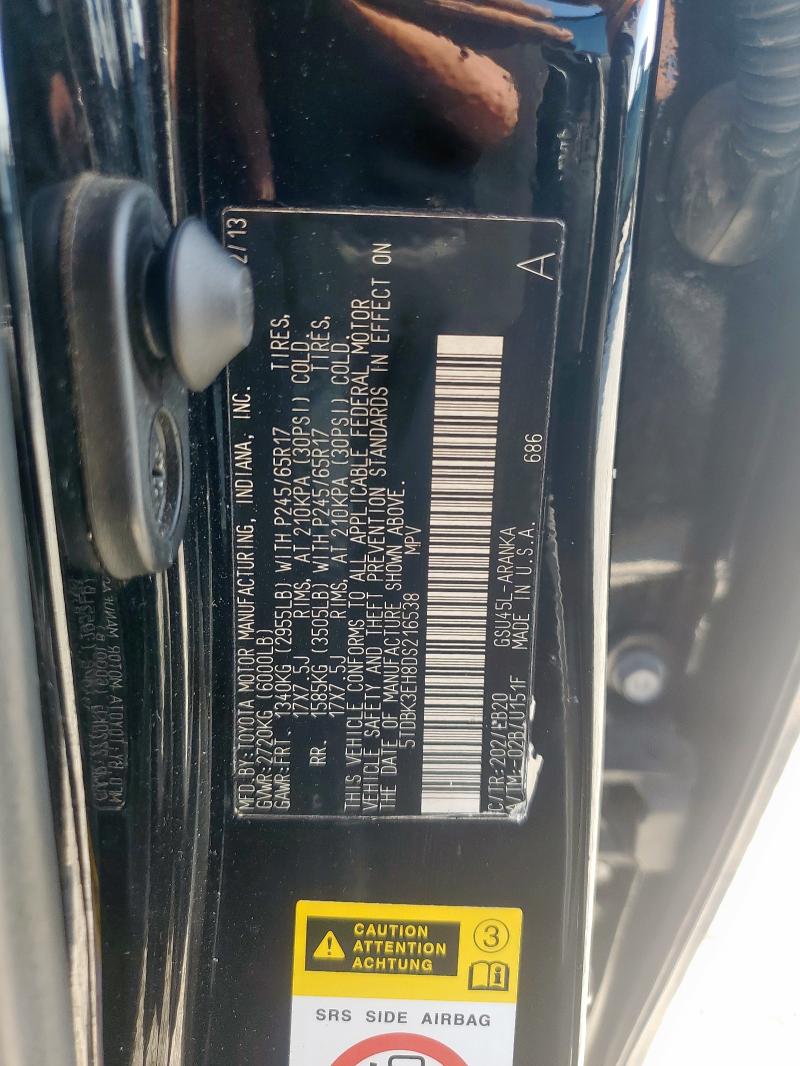 MFD BY:TOYOTA MOTOR MANUFACTURING, INDIANA, INC. 2/13
GVWR:2720KG (6000LB)
GAWR:FRT. 1340KG (2955LB) WITH P245/65R17 TIRES,
17X7.5J RIMS, AT 210KPA (30PSI) COLD.
RR. 1585KG (3505LB) WITH P245/65R17 TIRES,
17X7.5J RIMS, AT 210KPA (30PSI) COLD.
THIS VEHICLE CONFORMS TO ALL APPLICABLE FEDERAL MOTOR
VEHICLE SAFETY AND THEFT PREVENTION STANDARDS IN EFFECT ON
THE DATE OF MANUFACTURE SHOWN ABOVE.
5TDBK3EH8DS216538 MPV
C/TR:202/EB20 GSU45L-ARANKA 686 A
A/TM:-02B/U151F MADE IN U.S.A.
CAUTION
ATTENTION
ACHTUNG
3
SRS SIDE AIRBAG